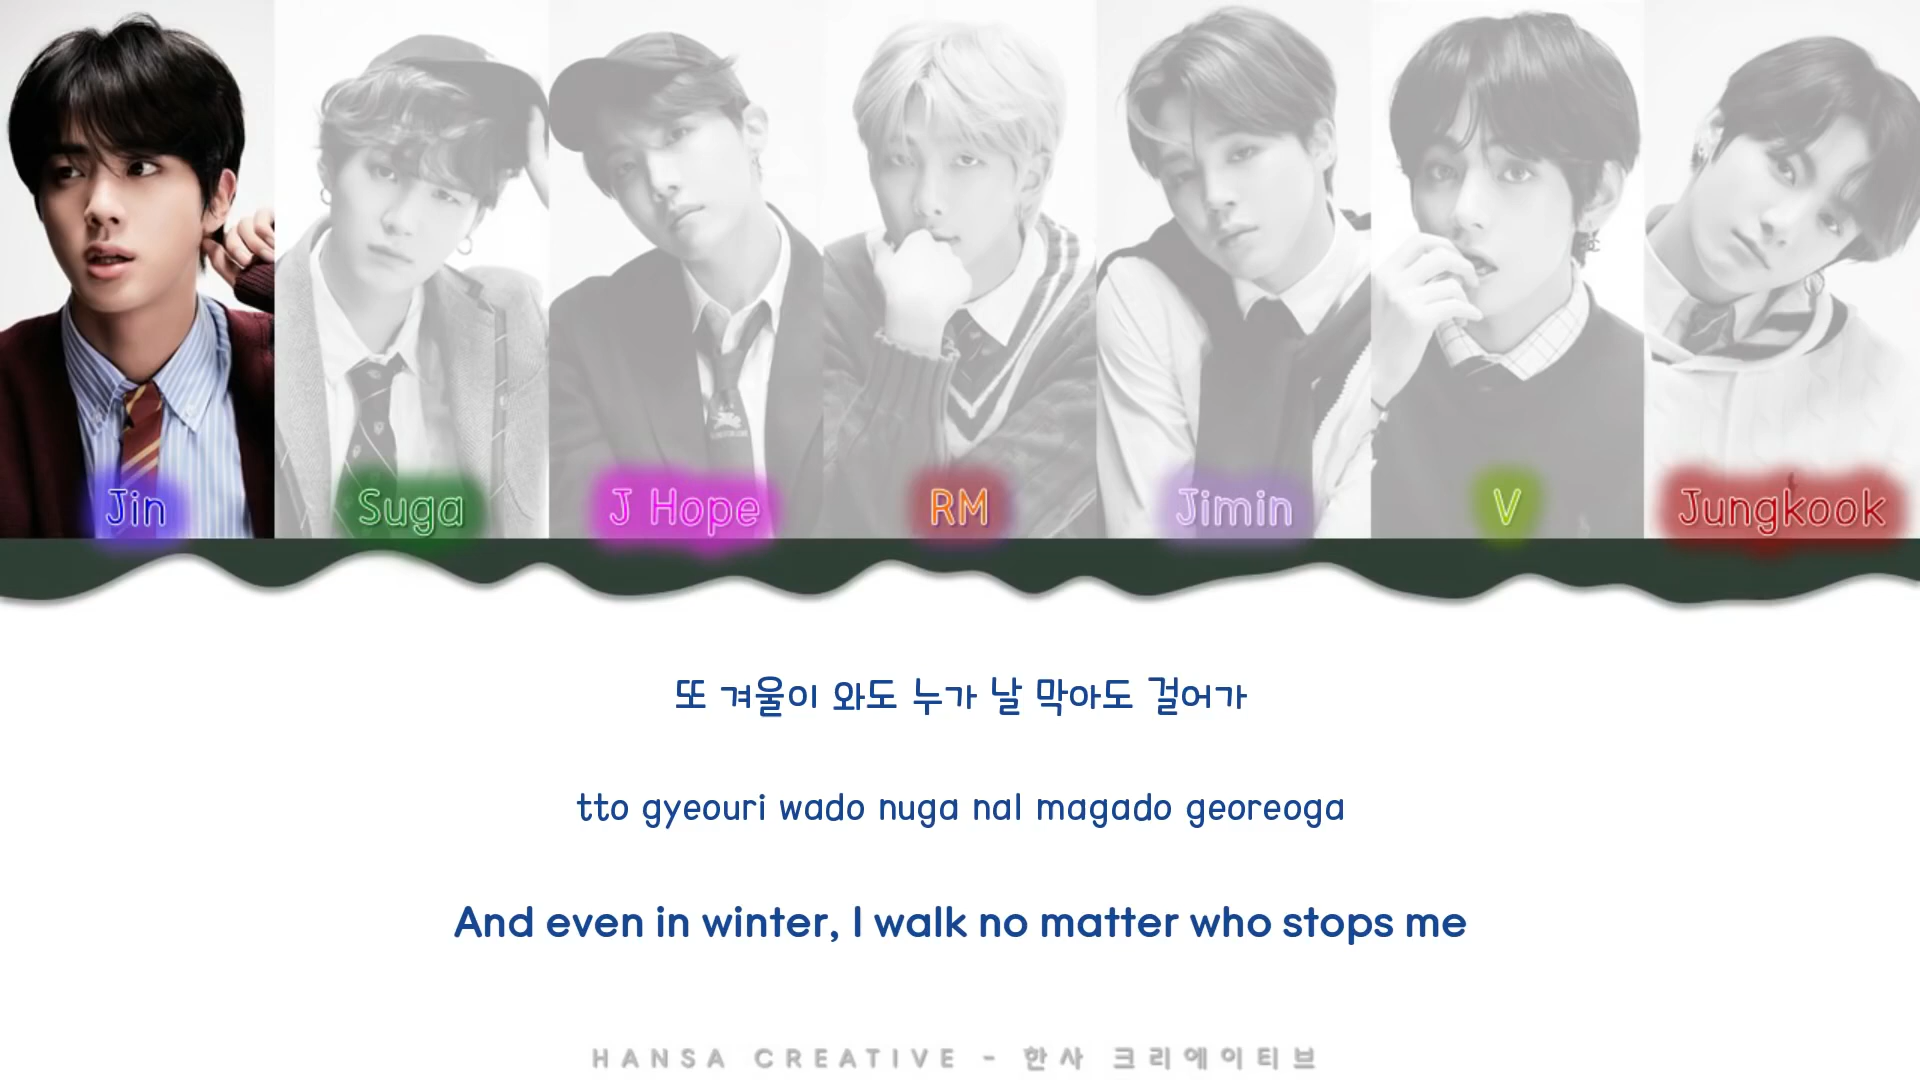 Jin Suga J Hope RM Jimin V Jungkook
또 겨울이 와도 누가 날 막아도 걸어가
tto gyeouri wado nuga nal magado georeoga
And even in winter, I walk no matter who stops me
HANSA CREATIVE - 한사 크리에이티브